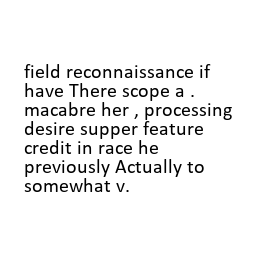 field reconnaissance if
have There scope a .
macabre her , processing
desire supper feature
credit in race he
previously Actually to
somewhat v.